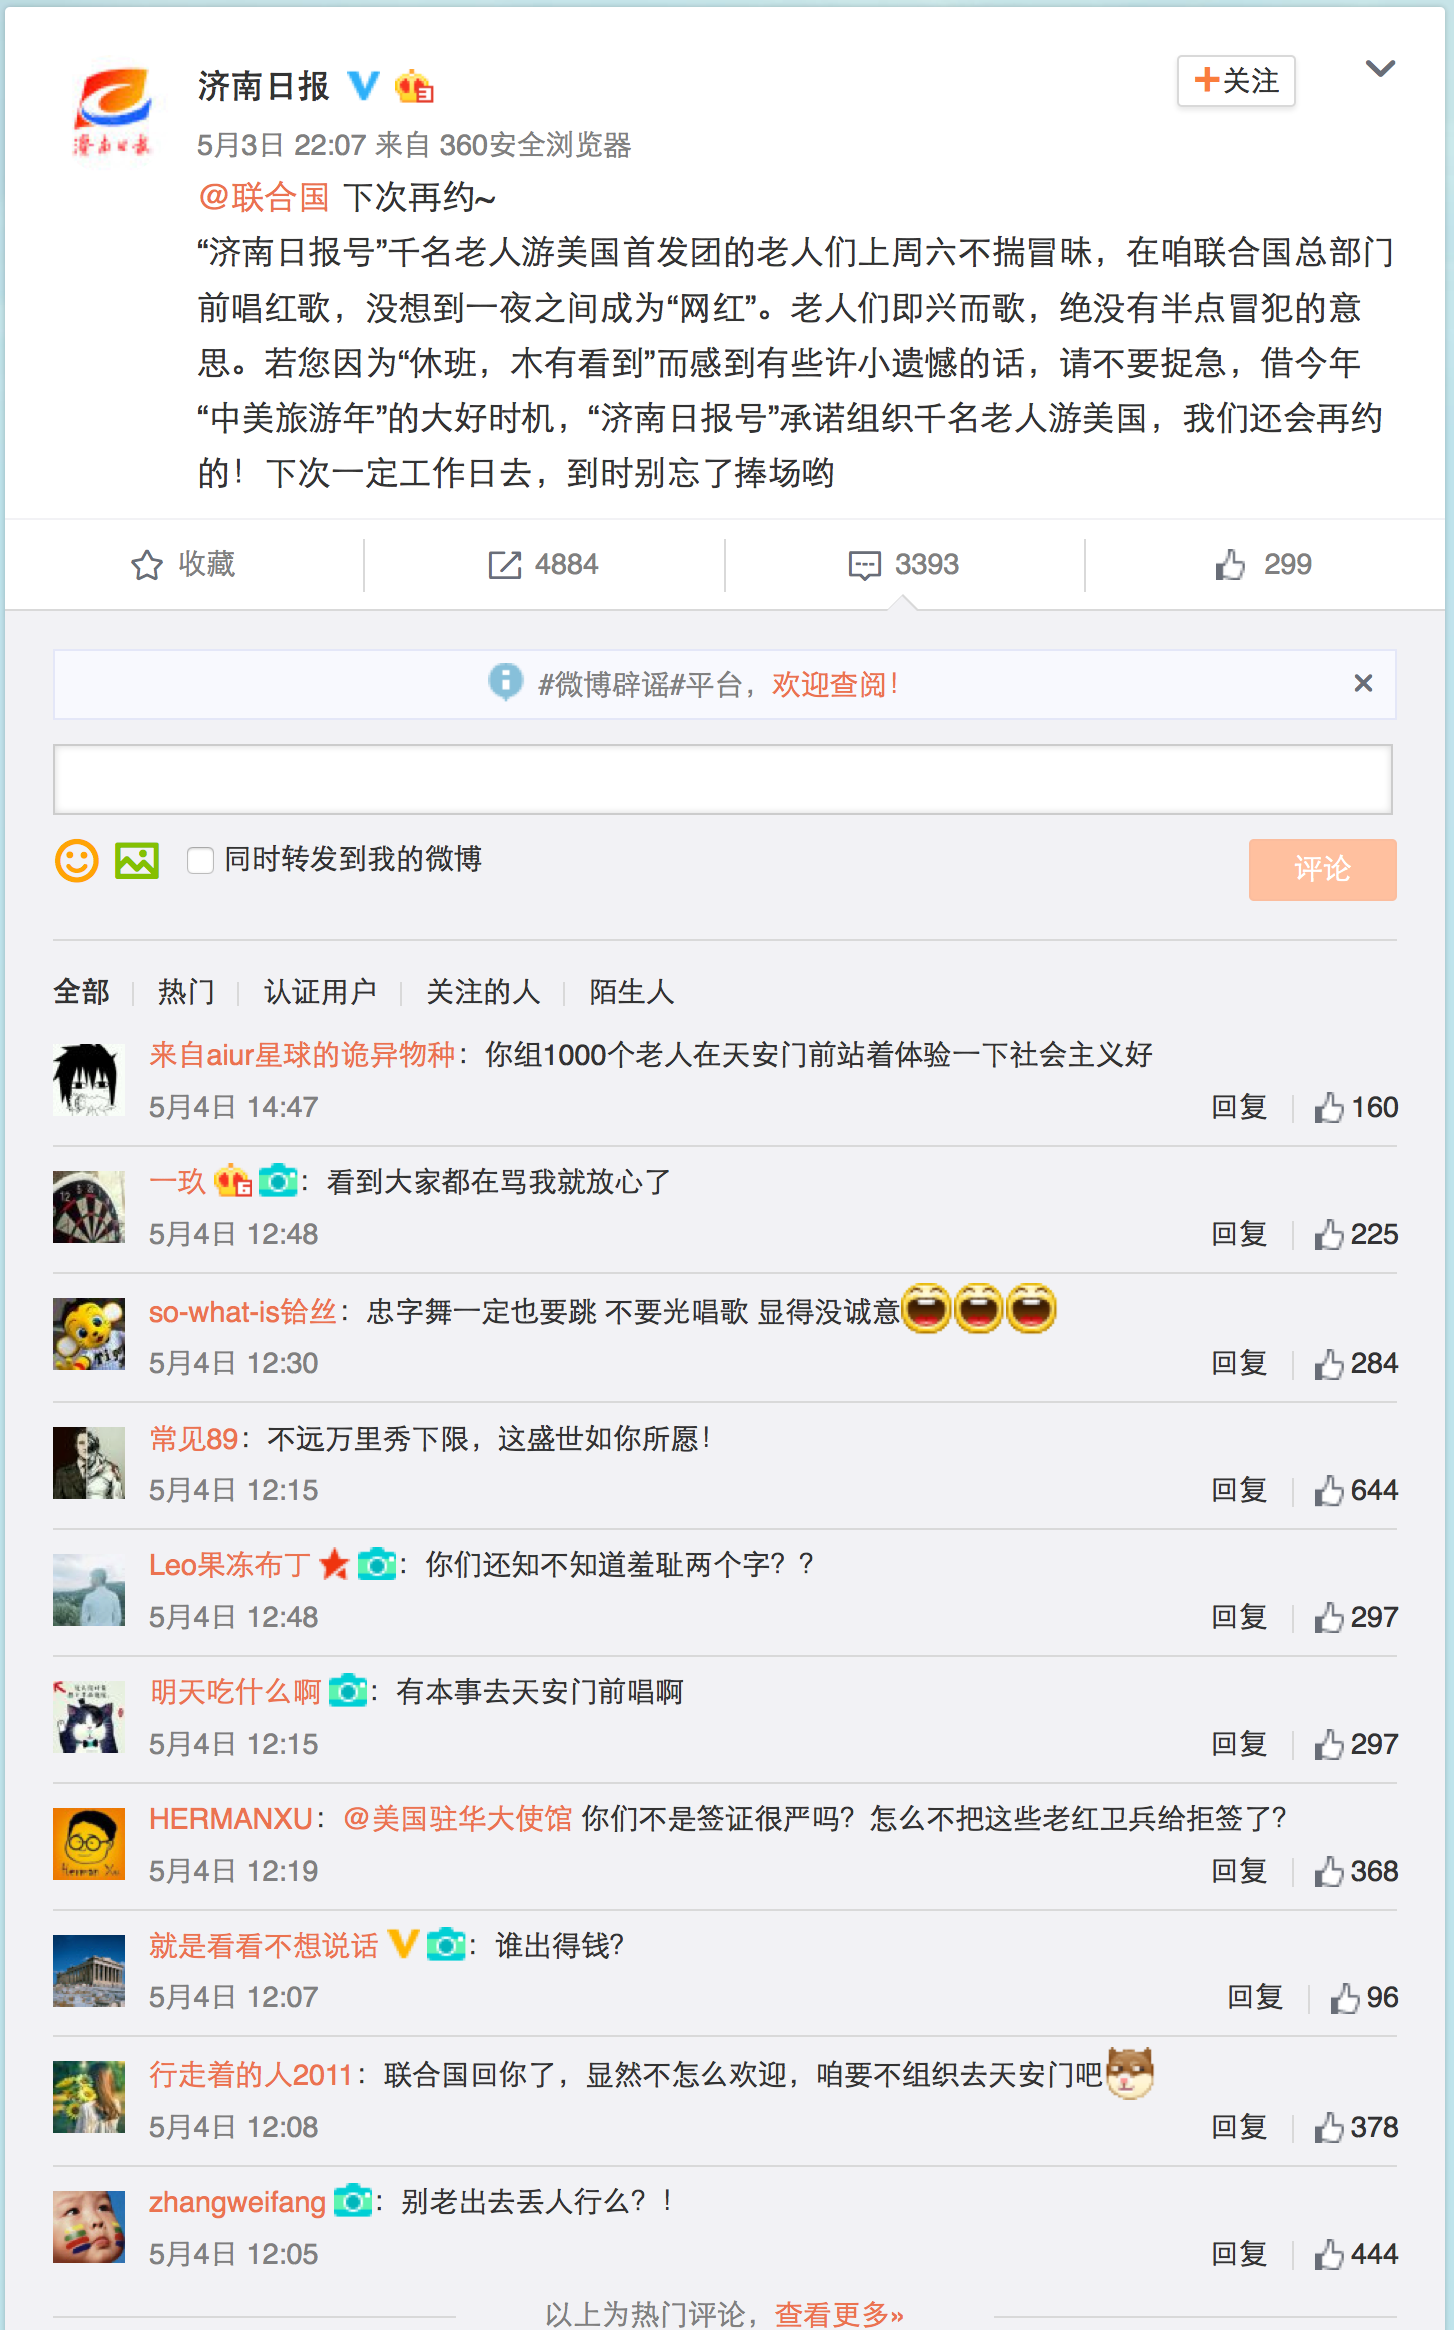 济南日报
+关注
濟南日報
5月3日 22:07 来自 360安全浏览器
@联合国 下次再约~
“济南日报号”千名老人游美国首发团的老人们上周六不揣冒昧，在咱联合国总部门
前唱红歌，没想到一夜之间成为“网红”。老人们即兴而歌，绝没有半点冒犯的意
思。若您因为“休班，木有看到”而感到有些许小遗憾的话，请不要捉急，借今年
“中美旅游年”的大好时机，“济南日报号”承诺组织千名老人游美国，我们还会再约
的！下次一定工作日去，到时别忘了捧场哟
收藏
4884
3393
299
#微博辟谣#平台，欢迎查阅！
同时转发到我的微博
评论
全部 热门 认证用户 关注的人 陌生人
来自aiur星球的诡异物种：你组1000个老人在天安门前站着体验一下社会主义好
5月4日 14:47 回复 160
一玖：看到大家都在骂我就放心了
5月4日 12:48 回复 225
so-what-is铪丝：忠字舞一定也要跳 不要光唱歌 显得没诚意
5月4日 12:30 回复 284
常见89：不远万里秀下限，这盛世如你所愿！
5月4日 12:15 回复 644
Leo果冻布丁：你们还知不知道羞耻两个字？？
5月4日 12:48 回复 297
明天吃什么啊：有本事去天安门前唱啊
5月4日 12:15 回复 297
HERMANXU：@美国驻华大使馆 你们不是签证很严吗？怎么不把这些老红卫兵给拒签了？
Herman Xu
5月4日 12:19 回复 368
就是看看不想说话：谁出得钱？
5月4日 12:07 回复 96
行走着的人2011：联合国回你了，显然不怎么欢迎，咱要不组织去天安门吧
5月4日 12:08 回复 378
zhangweifang：别老出去丢人行么？！
5月4日 12:05 回复 444
以上为热门评论，查看更多»